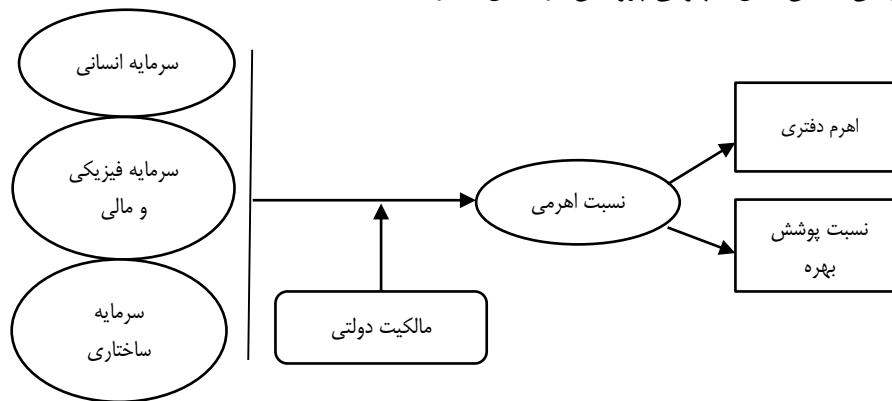 سرمایه انسانی
سرمایه فیزیکی
و مالی
سرمایه
ساختاری
مالکیت دولتی
نسبت اهرمی
اهرم دفتری
نسبت پوشش
بهره